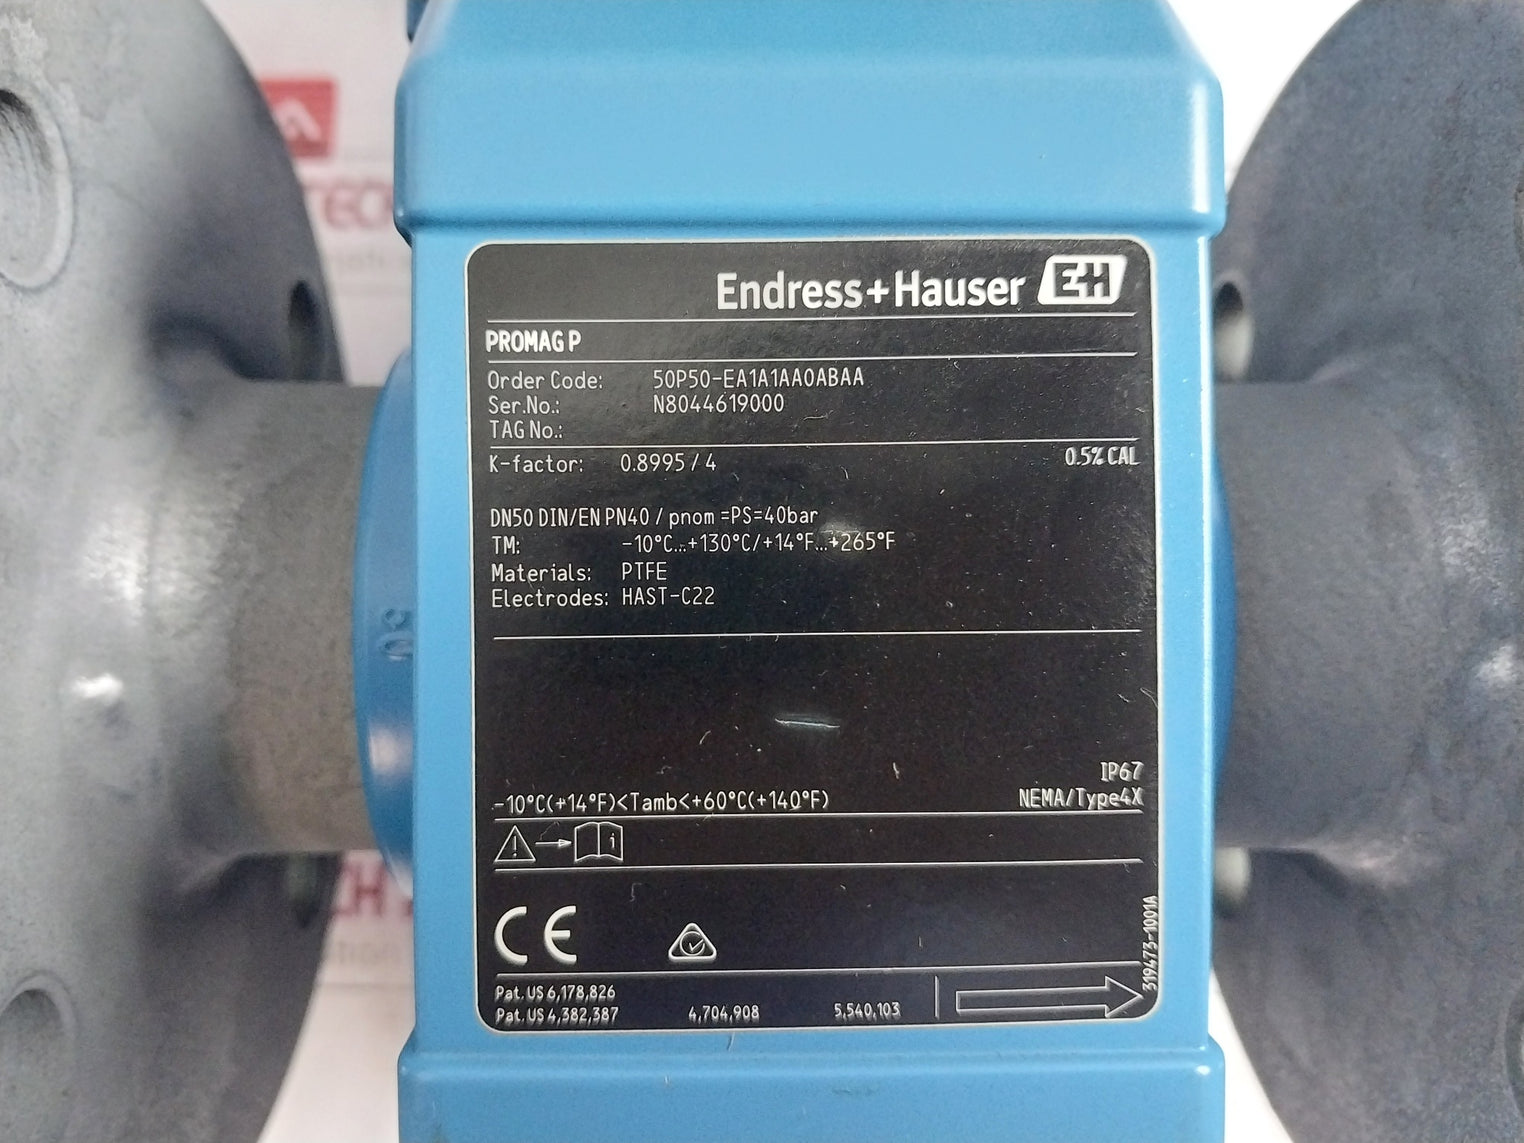 Endress+Hauser EH
PROMAG P
Order Code: 50P50-EA1A1AA0ABAA
Ser.No.: N8044619000
TAG No.:
K-factor: 0.8995 / 4 0.5% CAL
DN50 DIN/EN PN40 / pnom =PS=40bar
TM: -10°C...+130°C/+14°F...+265°F
Materials: PTFE
Electrodes: HAST-C22
IP67
-10°C(+14°F)<Tamb<+60°C(+140°F) NEMA/Type4X
i
CE
319473-1001A
Pat. US 6,178,826
Pat. US 4,382,387 4,704,908 5,540,103